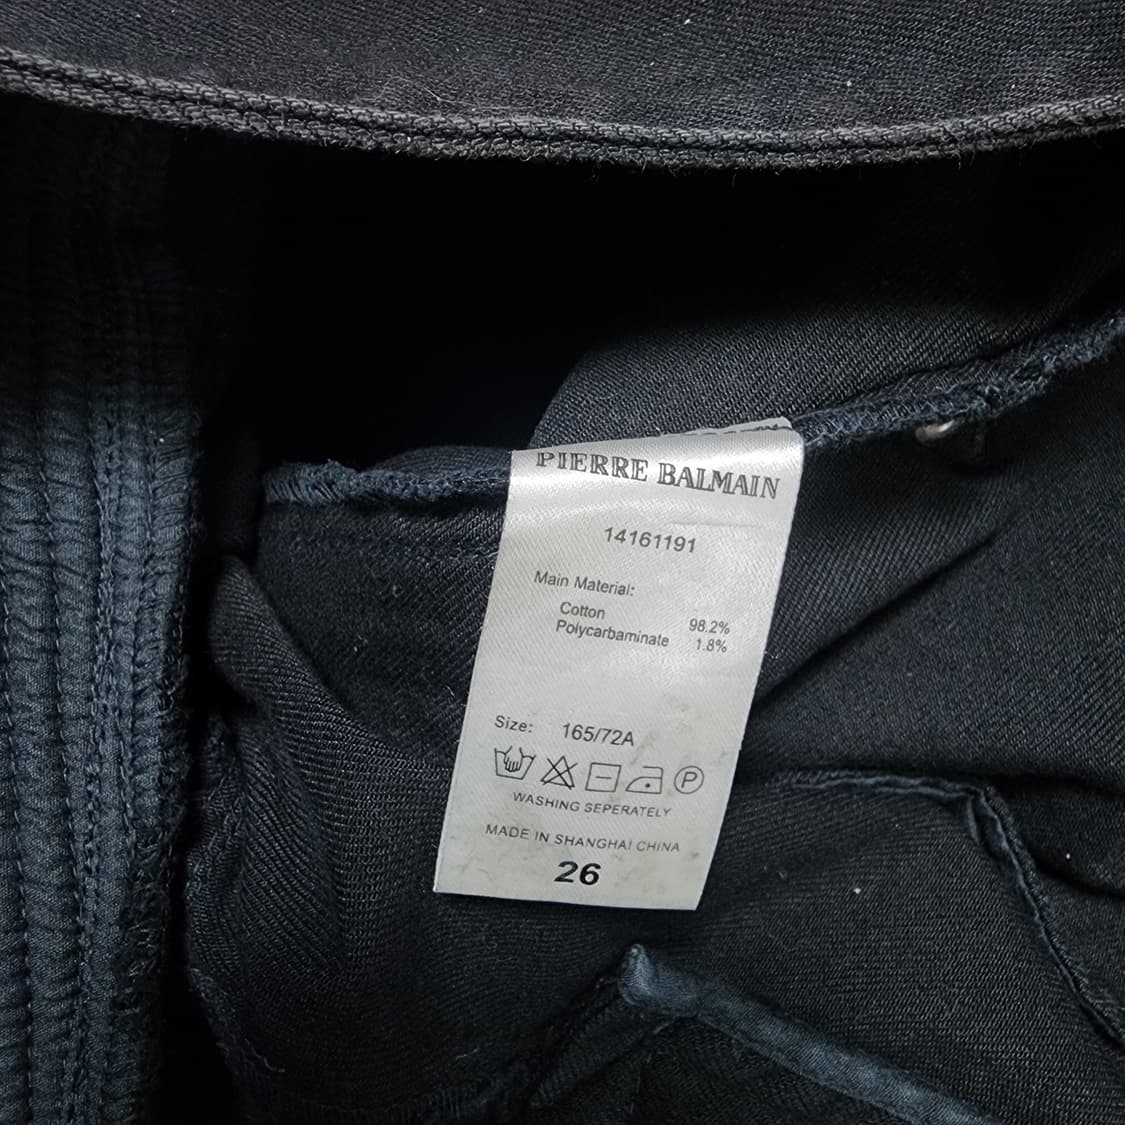 PIERRE BALMAIN
14161191
Main Material:
Cotton 98.2%
Polycarbaminate 1.8%
Size: 165/72A
P
WASHING SEPERATELY
MADE IN SHANGHAI CHINA
26